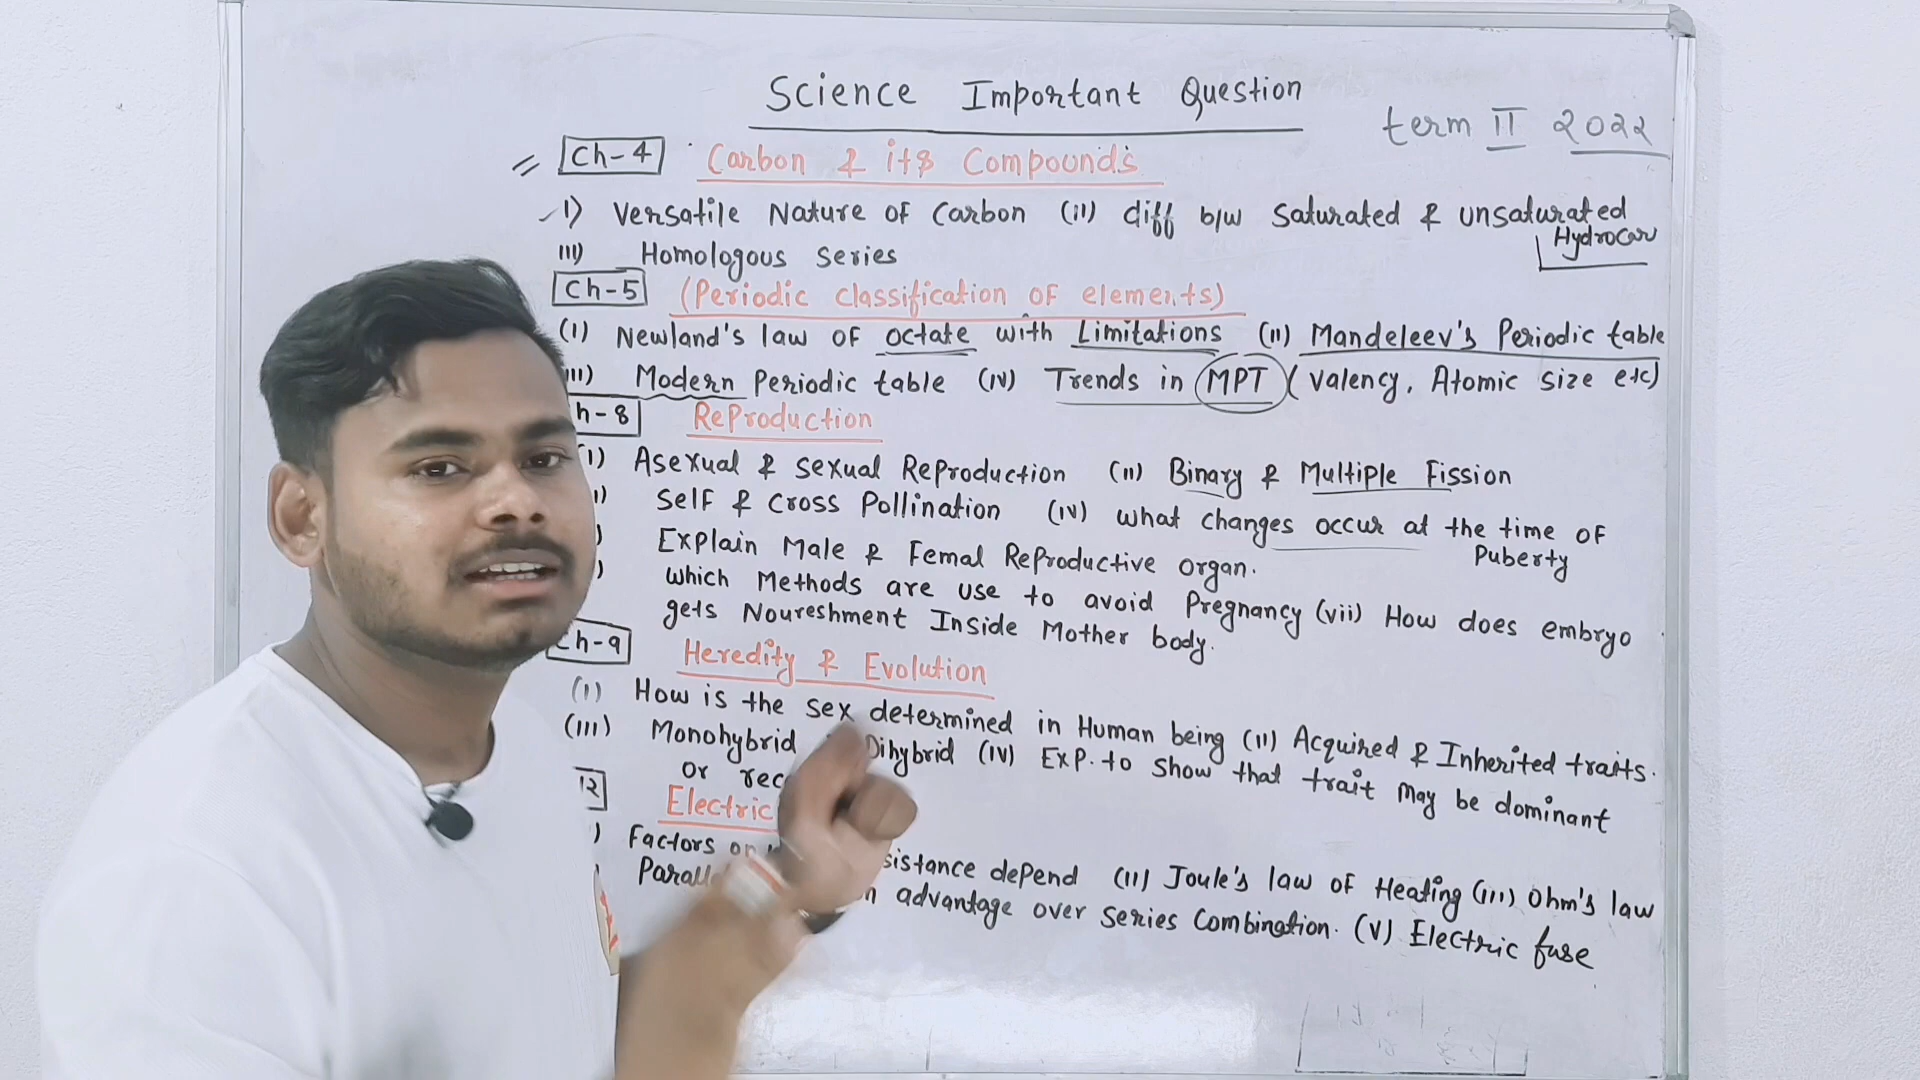 Science Important Question
term II 2022
Ch-4 Carbon & its Compounds
I) Versatile Nature of Carbon (II) diff b/w Saturated & unsaturated
Hydrocar
III) Homologous Series
Ch-5 (Periodic classification of elements)
(I) Newland's law of octate with Limitations (II) Mandeleev's Periodic table
III) Modern Periodic table (IV) Trends in MPT (Valency, Atomic size etc)
h-8 Reproduction
I) Asexual & sexual Reproduction (II) Binary & Multiple Fission
I) Self & Cross Pollination (IV) what changes occur at the time of
Puberty
) Explain Male & Femal Reproductive organ.
) which Methods are use to avoid Pregnancy (vii) How does embryo
gets Noureshment Inside Mother body.
Ch-9 Heredity & Evolution
(I) How is the sex determined in Human being (II) Acquired & Inherited traits.
(III) Monohybrid Dihybrid (IV) Exp. to show that trait may be dominant
or rec
12 Electric
) Factors on sistance depend (II) Joule's law of Heating (III) Ohm's law
Paralle n advantage over series Combination. (V) Electric fuse